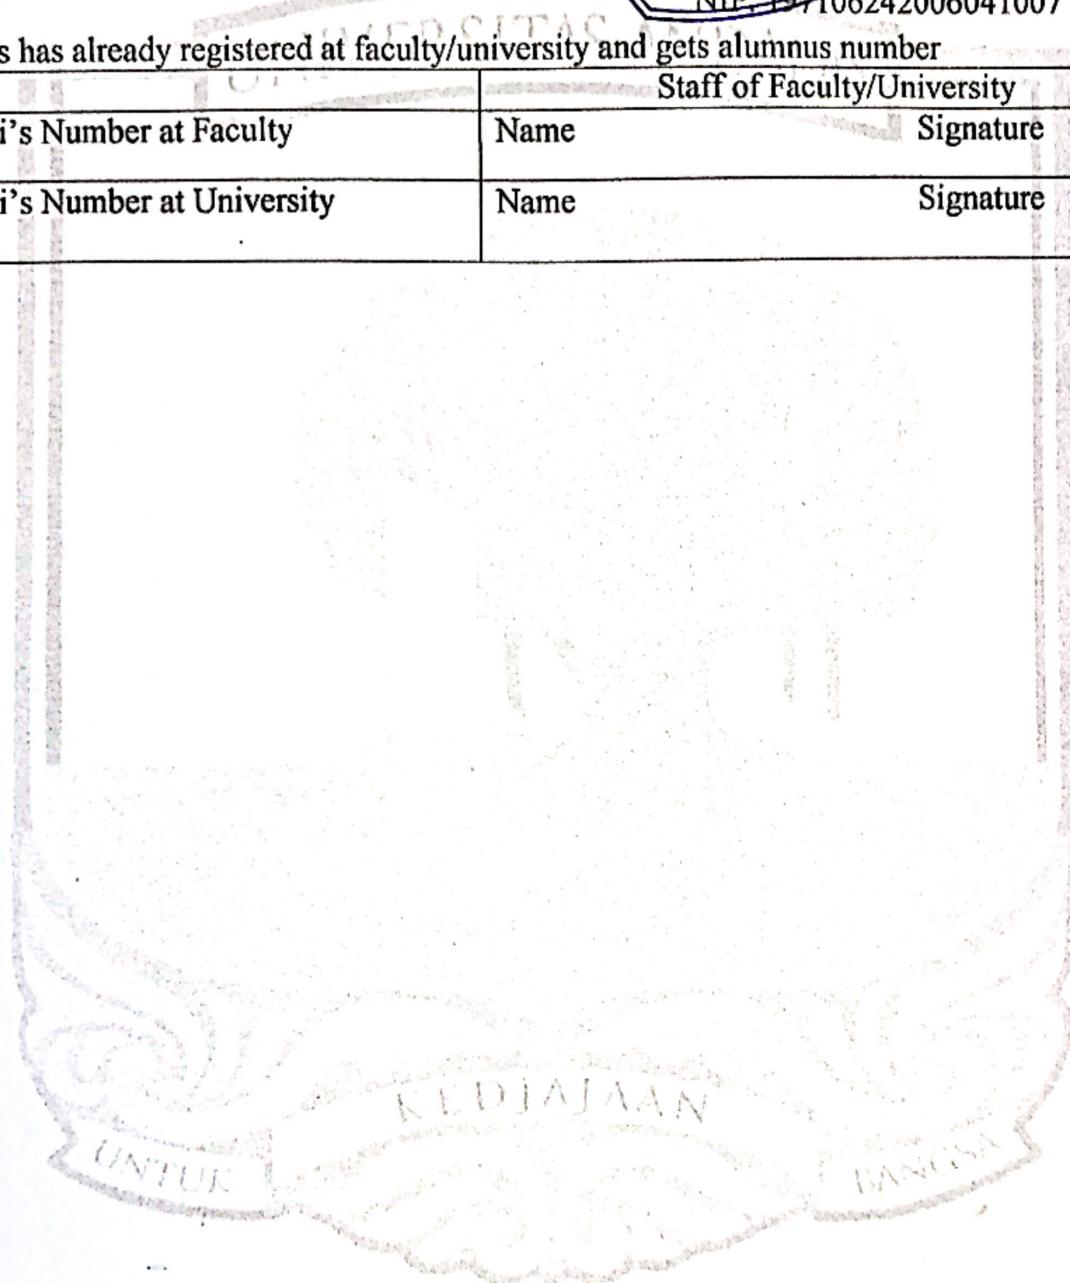 s has already registered at faculty/university and gets alumnus number
Staff of Faculty/University
i's Number at Faculty Name Signature
i's Number at University Name Signature
KEDJAJAAN
UNTUK BANGSA